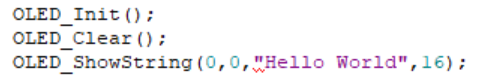 OLED_Init();
OLED_Clear();
OLED_ShowString(0,0,"Hello World",16);